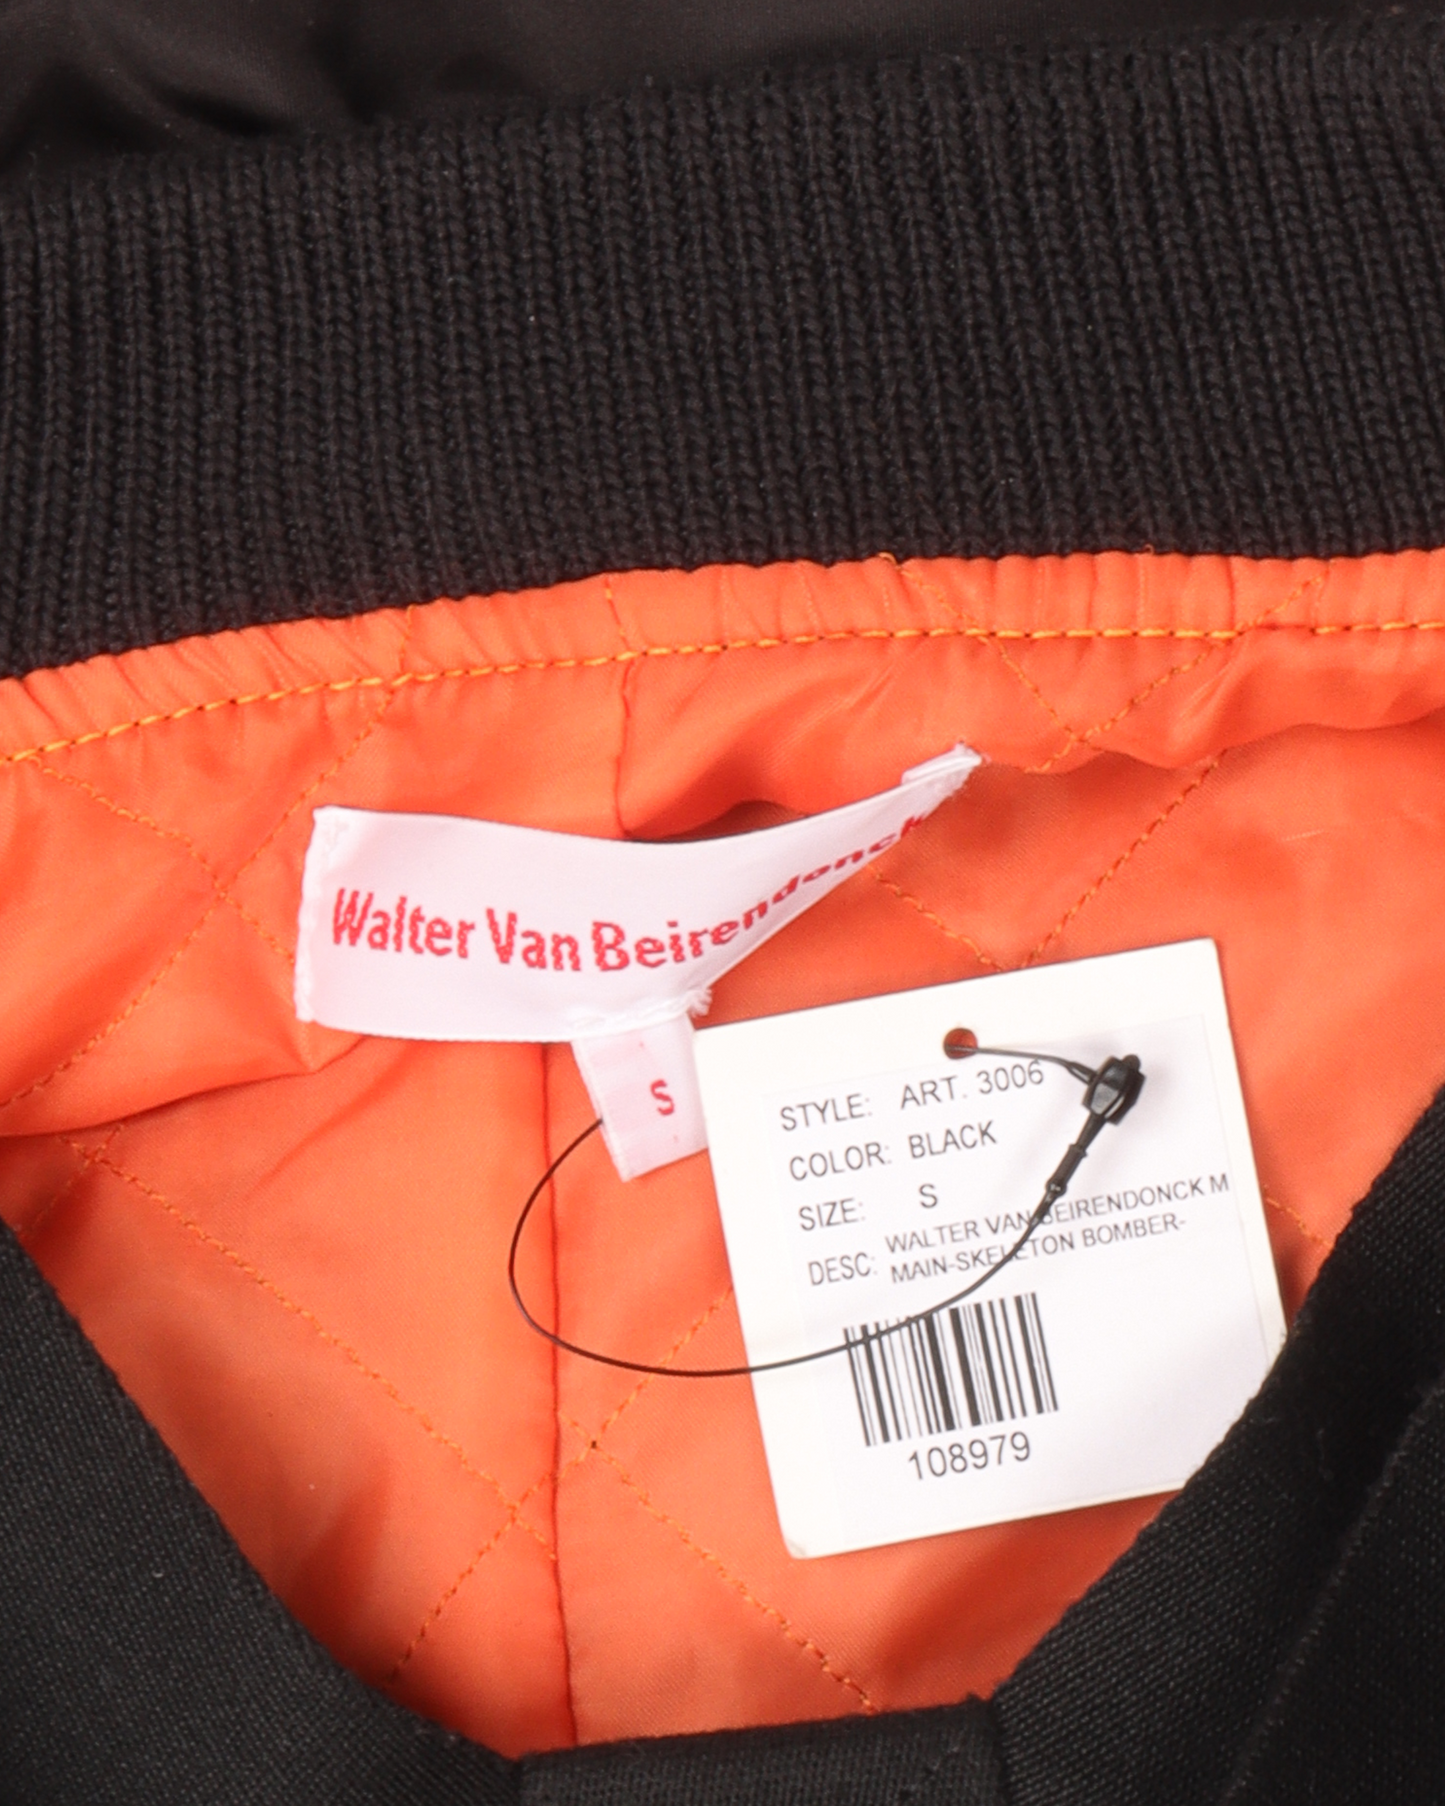 Walter Van Beirendonck
S
STYLE: ART. 3006
COLOR: BLACK
SIZE: S
DESC: WALTER VAN BEIRENDONCK M
MAIN-SKELETON BOMBER-
108979